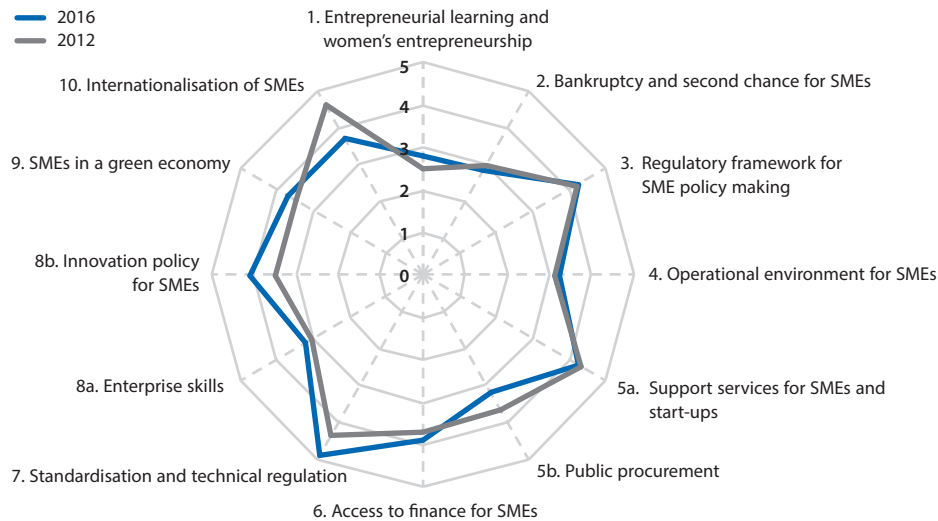 2016
2012
1. Entrepreneurial learning and
women's entrepreneurship
2. Bankruptcy and second chance for SMEs
3. Regulatory framework for
SME policy making
4. Operational environment for SMEs
5a. Support services for SMEs and
start-ups
5b. Public procurement
6. Access to finance for SMEs
7. Standardisation and technical regulation
8a. Enterprise skills
8b. Innovation policy
for SMEs
9. SMEs in a green economy
10. Internationalisation of SMEs
5
4
3
2
1
0